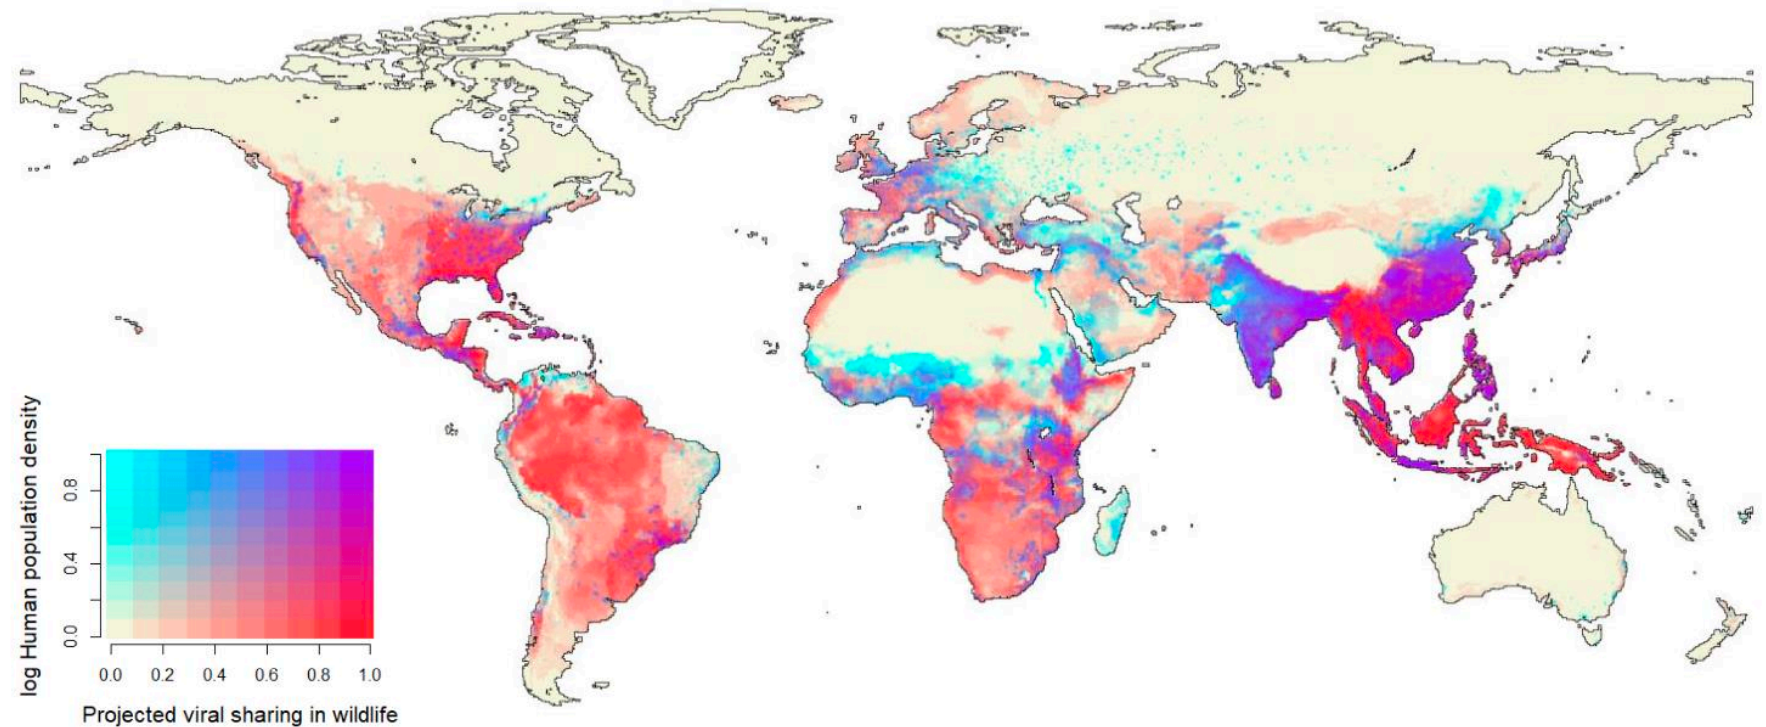 log Human population density
0.8
0.4
0.0
0.0 0.2 0.4 0.6 0.8 1.0
Projected viral sharing in wildlife